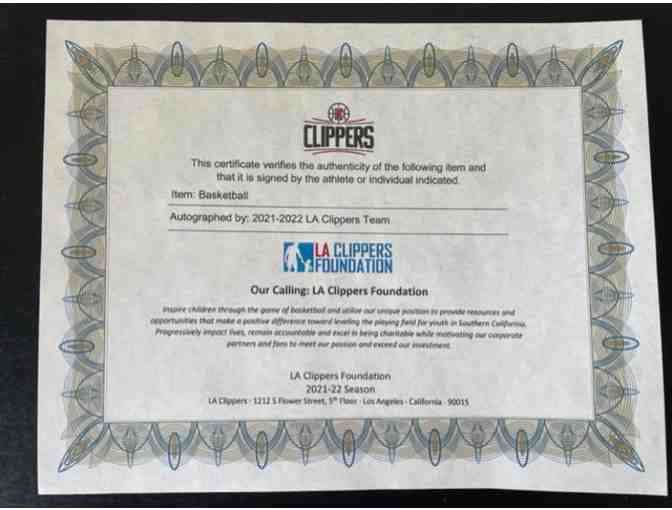 CLIPPERS
This certificate verifies the authenticity of the following item and
that it is signed by the athlete or individual indicated.
Item: Basketball
Autographed by: 2021-2022 LA Clippers Team
LA CLIPPERS
FOUNDATION
Our Calling: LA Clippers Foundation
Inspire children through the game of basketball and utilize our unique position to provide resources and
opportunities that make a positive difference toward leveling the playing field for youth in Southern California.
Progressively impact lives, remain accountable and excel in being charitable while motivating our corporate
partners and fans to meet our passion and exceed our investment.
LA Clippers Foundation
2021-22 Season
LA Clippers - 1212 S Flower Street, 5th Floor - Los Angeles - California - 90015